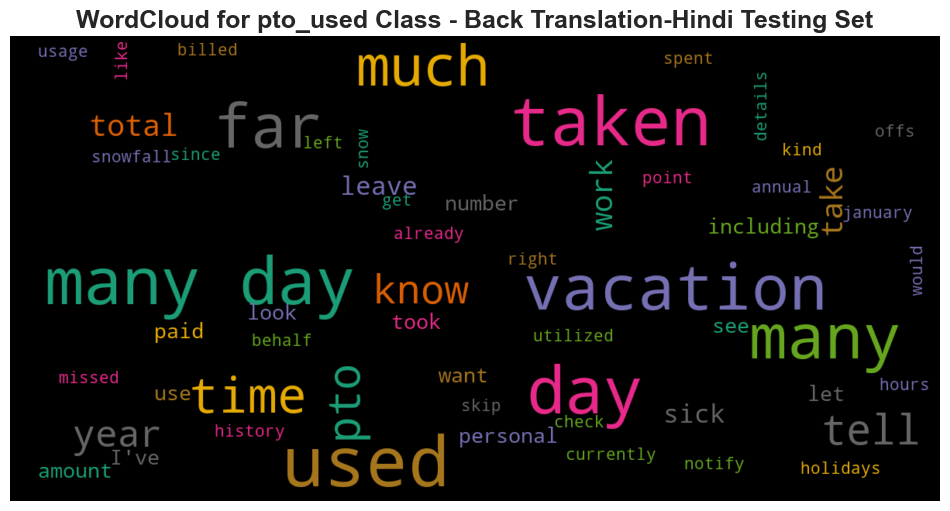 WordCloud for pto_used Class - Back Translation-Hindi Testing Set
usage
like
billed
much
spent
details
total
far
left
snow
taken
offs
kind
snowfall
since
leave
get
number
work
point
annual
take
january
already
including
many day
know
right
vacation
would
look
took
paid
behalf
utilized
see
many
missed
use
time
pto
want
skip
day
check
sick
let
hours
year
I've
history
personal
tell
amount
used
currently
notify
holidays